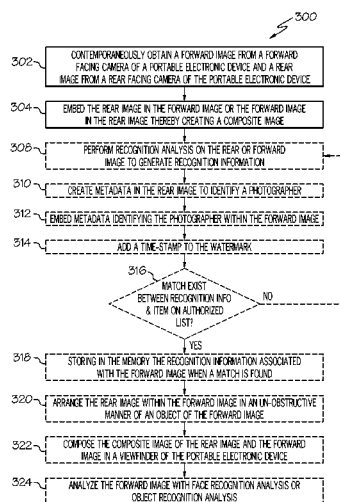 300
302
CONTEMPORANEOUSLY OBTAIN A FORWARD IMAGE FROM A FORWARD
FACING CAMERA OF A PORTABLE ELECTRONIC DEVICE AND A REAR
IMAGE FROM A REAR FACING CAMERA OF THE PORTABLE ELECTRONIC DEVICE
304
EMBED THE REAR IMAGE IN THE FORWARD IMAGE OR THE FORWARD IMAGE
IN THE REAR IMAGE THEREBY CREATING A COMPOSITE IMAGE
308
PERFORM RECOGNITION ANALYSIS ON THE REAR OR FORWARD
IMAGE TO GENERATE RECOGNITION INFORMATION
310
CREATE METADATA IN THE REAR IMAGE TO IDENTIFY A PHOTOGRAPHER
312
EMBED METADATA IDENTIFYING THE PHOTOGRAPHER WITHIN THE FORWARD IMAGE
314
ADD A TIME-STAMP TO THE WATERMARK
316
MATCH EXIST
BETWEEN RECOGNITION INFO
& ITEM ON AUTHORIZED
LIST?
NO
YES
318
STORING IN THE MEMORY THE RECOGNITION INFORMATION ASSOCIATED
WITH THE FORWARD IMAGE WHEN A MATCH IS FOUND
320
ARRANGE THE REAR IMAGE WITHIN THE FORWARD IMAGE IN AN UN-OBSTRUCTIVE
MANNER OF AN OBJECT OF THE FORWARD IMAGE
322
COMPOSE THE COMPOSITE IMAGE OF THE REAR IMAGE AND THE FORWARD
IMAGE IN A VIEWFINDER OF THE PORTABLE ELECTRONIC DEVICE
324
ANALYZE THE FORWARD IMAGE WITH FACE RECOGNITION ANALYSIS OR
OBJECT RECOGNITION ANALYSIS